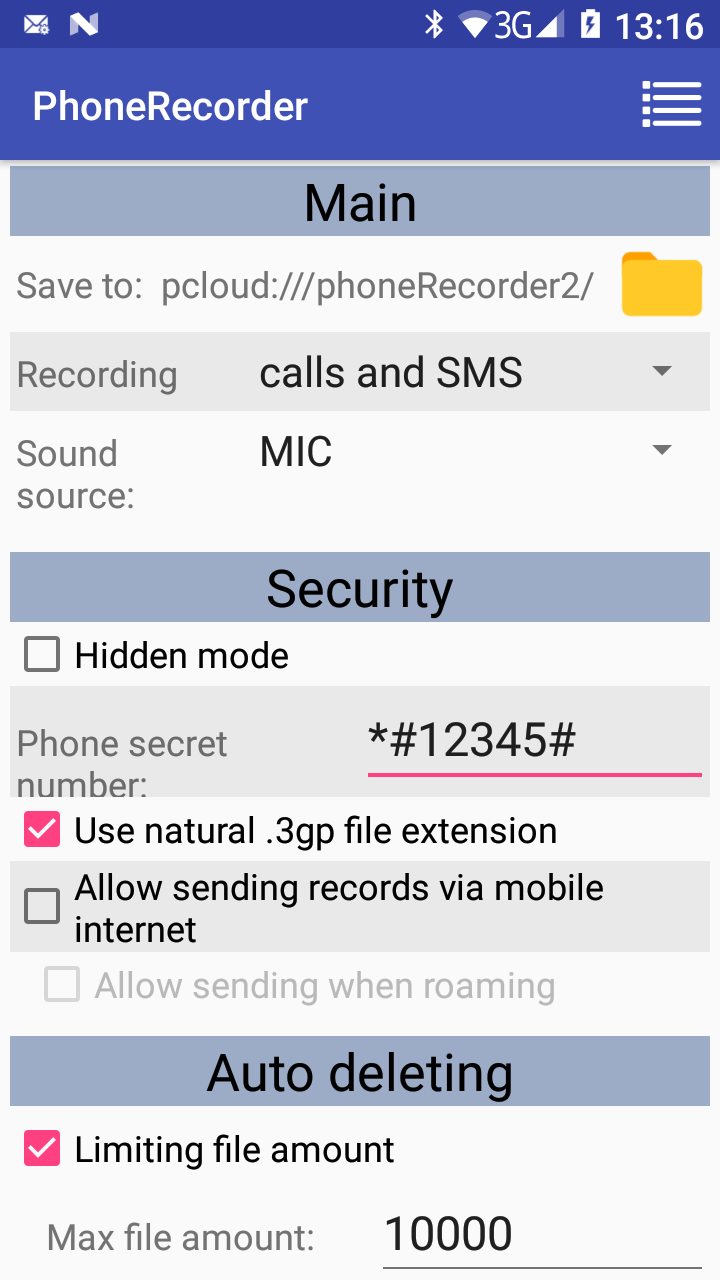 3G 13:16
PhoneRecorder
Main
Save to: pcloud:///phoneRecorder2/
Recording calls and SMS
Sound MIC
source:
Security
Hidden mode
Phone secret *#12345#
number:
Use natural .3gp file extension
Allow sending records via mobile
internet
Allow sending when roaming
Auto deleting
Limiting file amount
Max file amount: 10000